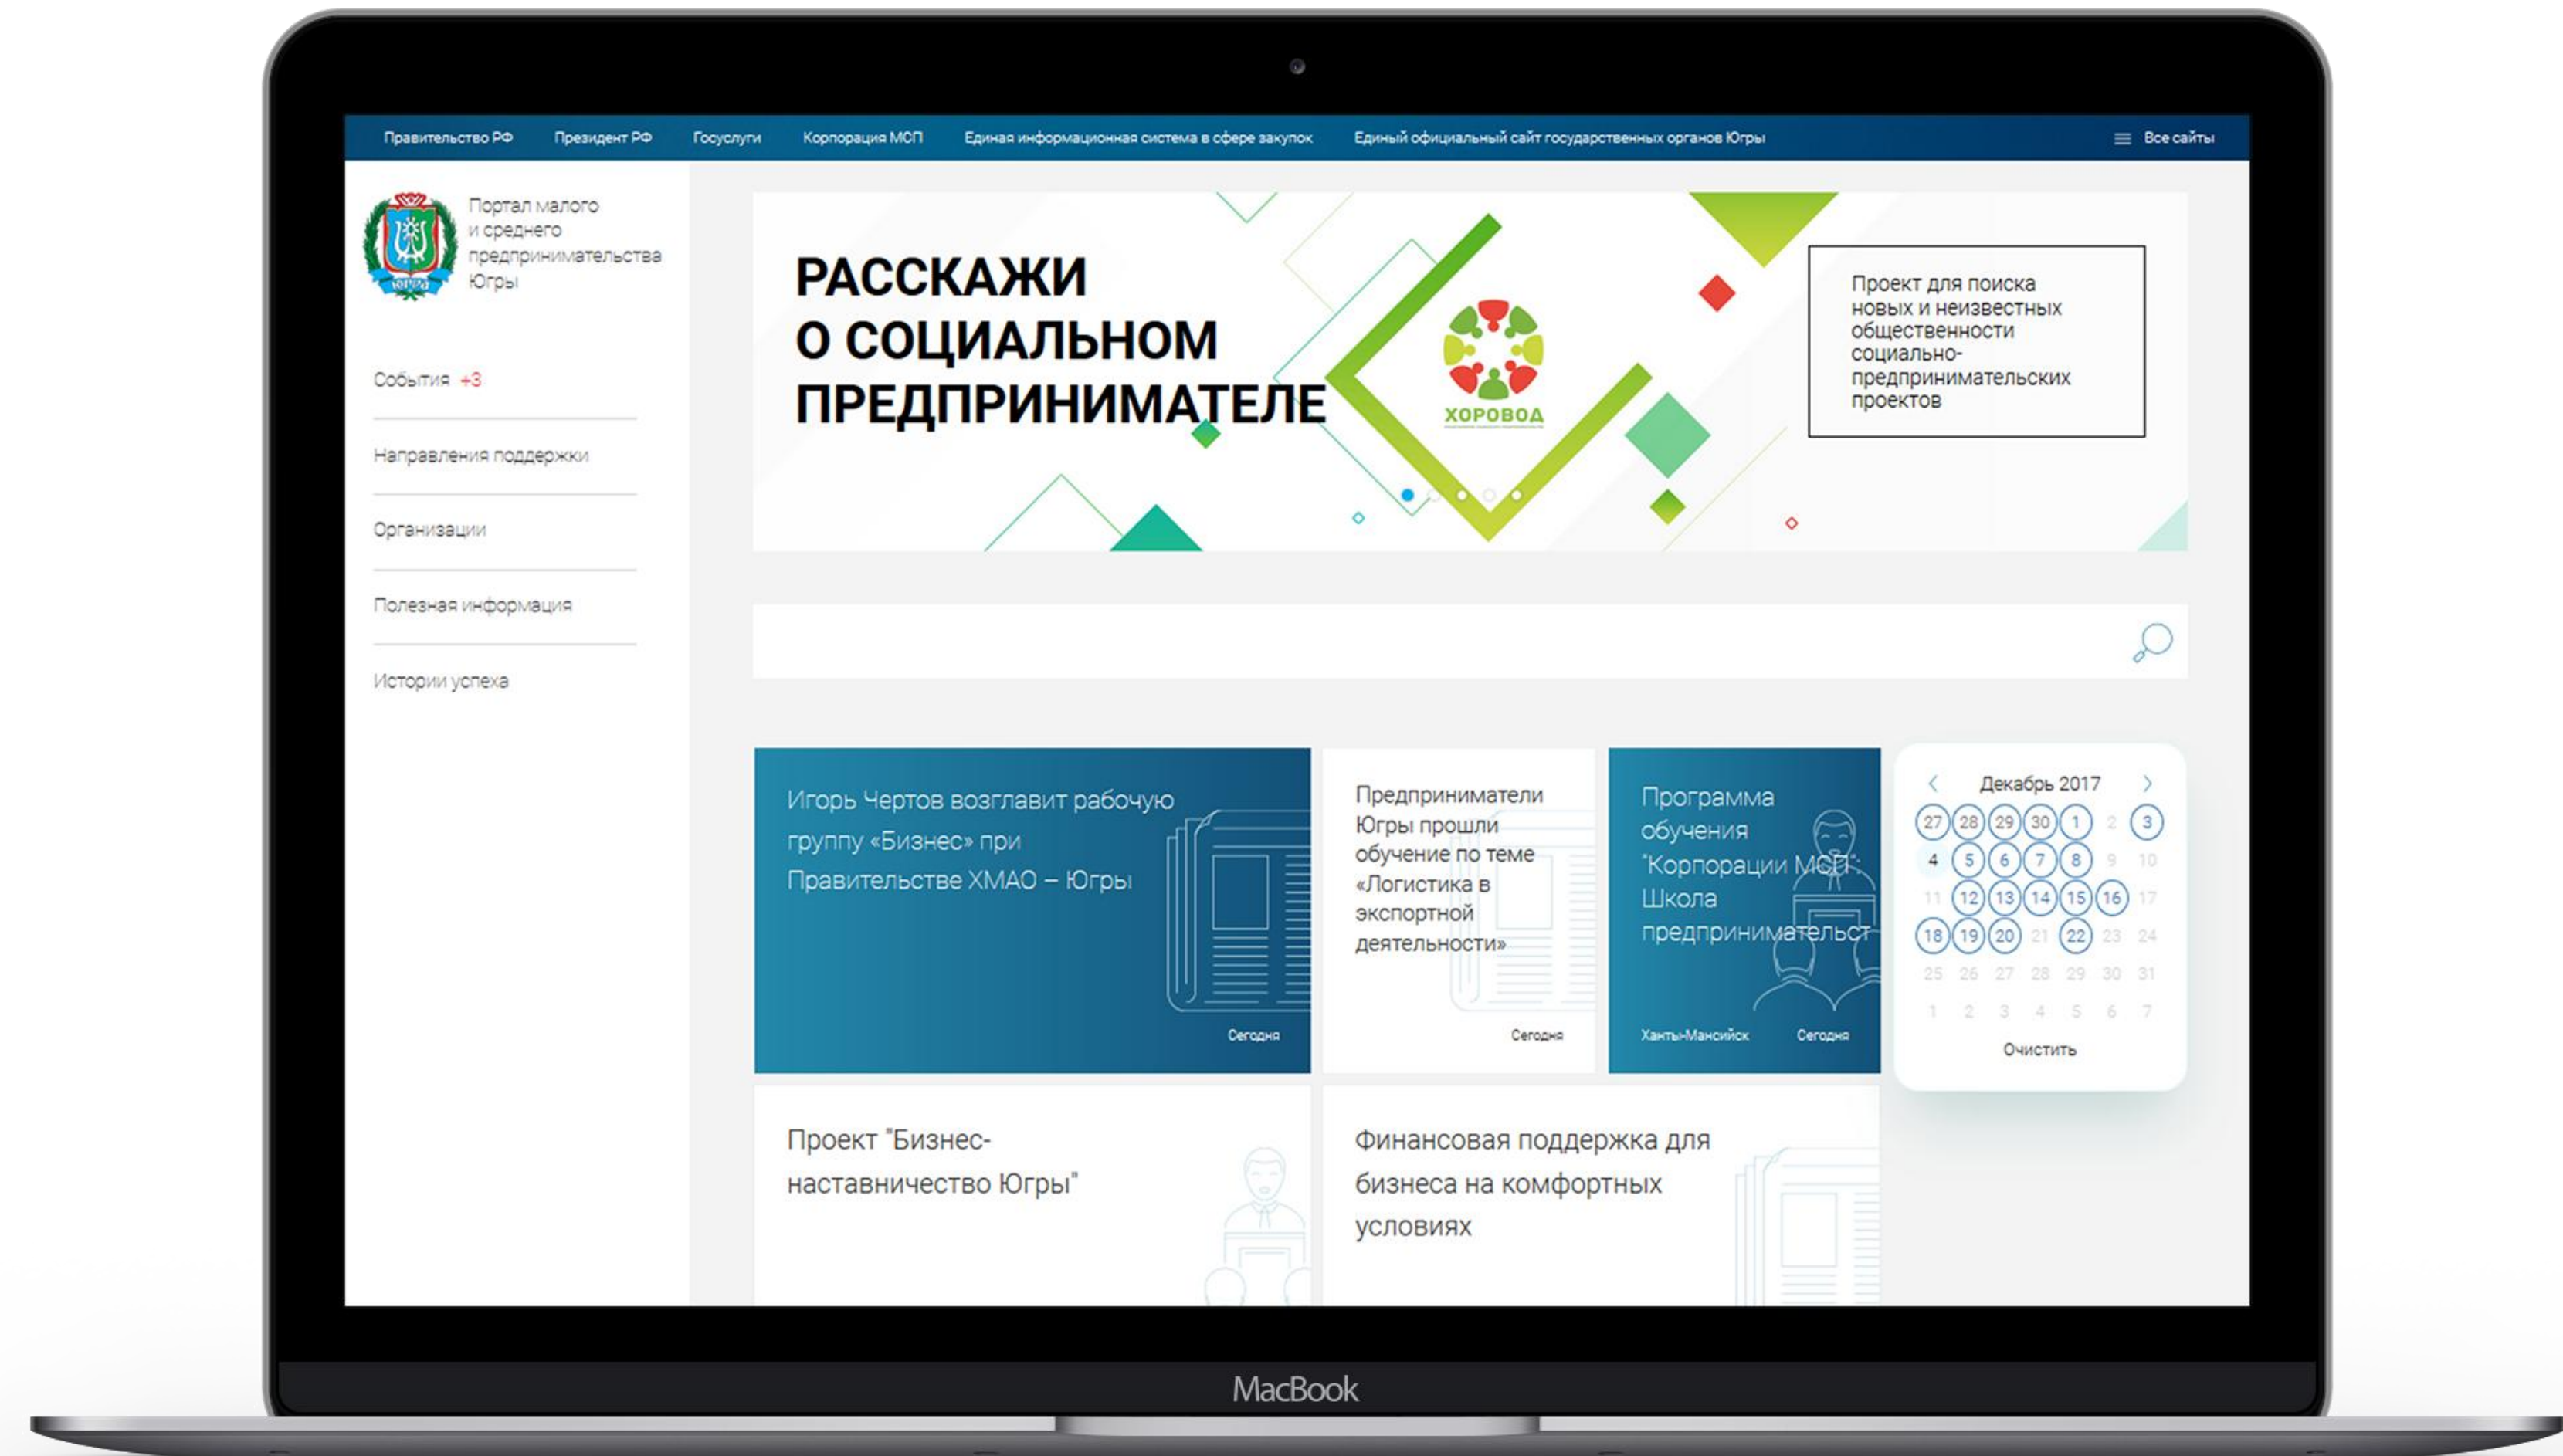 Правительство РФ Президент РФ Госуслуги Корпорация МСП Единая информационная система в сфере закупок Единый официальный сайт государственных органов Югры Все сайты
ЮГРА
Портал малого
и среднего
предпринимательства
Югры
События +3
Направления поддержки
Организации
Полезная информация
Истории успеха
РАССКАЖИ
О СОЦИАЛЬНОМ
ПРЕДПРИНИМАТЕЛЕ
ХОРОВОД
Проект для поиска
новых и неизвестных
общественности
социально-
предпринимательских
проектов
Игорь Чертов возглавит рабочую
группу «Бизнес» при
Правительстве ХМАО – Югры
Сегодня
Предприниматели
Югры прошли
обучение по теме
«Логистика в
экспортной
деятельности»
Сегодня
Программа
обучения
"Корпорации МСП":
Школа
предпринимательст
Ханты-Мансийск Сегодня
Декабрь 2017
27 28 29 30 1 2 3
4 5 6 7 8 9 10
11 12 13 14 15 16 17
18 19 20 21 22 23 24
25 26 27 28 29 30 31
1 2 3 4 5 6 7
Очистить
Проект "Бизнес-
наставничество Югры"
Финансовая поддержка для
бизнеса на комфортных
условиях
MacBook